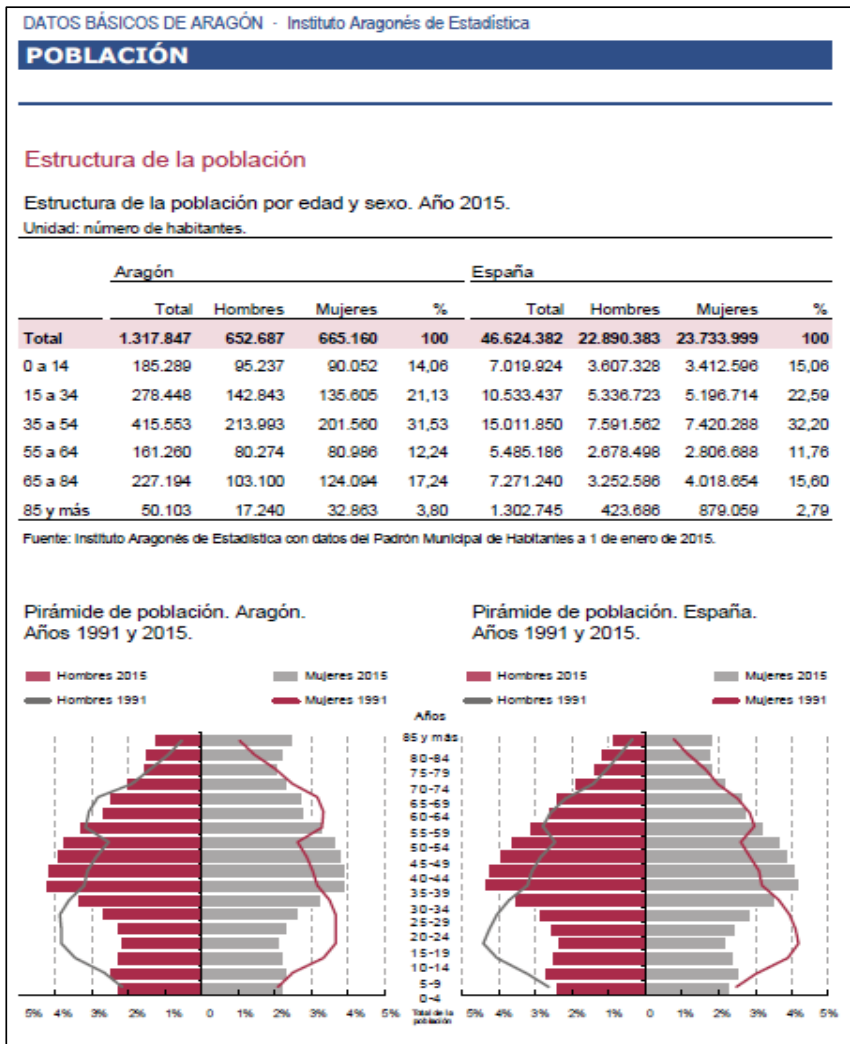 DATOS BÁSICOS DE ARAGÓN - Instituto Aragonés de Estadística
POBLACIÓN
Estructura de la población
Estructura de la población por edad y sexo. Año 2015.
Unidad: número de habitantes.
Aragón España
Total Hombres Mujeres % Total Hombres Mujeres %
Total 1.317.847 652.687 665.160 100 46.624.382 22.890.383 23.733.999 100
0 a 14 185.289 95.237 90.052 14,06 7.019.924 3.607.328 3.412.596 15,06
15 a 34 278.448 142.843 135.605 21,13 10.533.437 5.336.723 5.196.714 22,59
35 a 54 415.553 213.993 201.560 31,53 15.011.850 7.591.562 7.420.288 32,20
55 a 64 161.260 80.274 80.986 12,24 5.485.186 2.678.498 2.806.688 11,76
65 a 84 227.194 103.100 124.094 17,24 7.271.240 3.252.586 4.018.654 15,60
85 y más 50.103 17.240 32.863 3,80 1.302.745 423.686 879.059 2,79
Fuente: Instituto Aragonés de Estadística con datos del Padrón Municipal de Habitantes a 1 de enero de 2015.
Pirámide de población. Aragón.
Años 1991 y 2015.
Pirámide de población. España.
Años 1991 y 2015.
Hombres 2015 Mujeres 2015 Hombres 2015 Mujeres 2015
Hombres 1991 Mujeres 1991 Hombres 1991 Mujeres 1991
Años
85 y más
80-84
75-79
70-74
65-69
60-64
55-59
50-54
45-49
40-44
35-39
30-34
25-29
20-24
15-19
10-14
5-9
0-4
5% 4% 3% 2% 1% 0 1% 2% 3% 4% 5% Total de la población 5% 4% 3% 2% 1% 0 1% 2% 3% 4% 5%